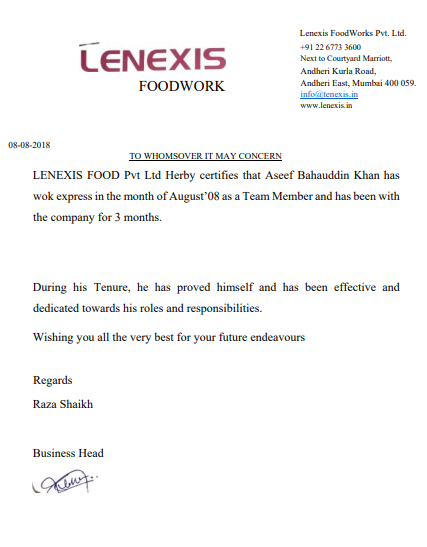 LENEXIS
FOODWORK
Lenexis FoodWorks Pvt. Ltd.
+91 22 6773 3600
Next to Courtyard Marriott,
Andheri Kurla Road,
Andheri East, Mumbai 400 059.
info@lenexis.in
www.lenexis.in
08-08-2018
TO WHOMSOVER IT MAY CONCERN
LENEXIS FOOD Pvt Ltd Herby certifies that Aseef Bahauddin Khan has
wok express in the month of August’08 as a Team Member and has been with
the company for 3 months.
During his Tenure, he has proved himself and has been effective and
dedicated towards his roles and responsibilities.
Wishing you all the very best for your future endeavours
Regards
Raza Shaikh
Business Head